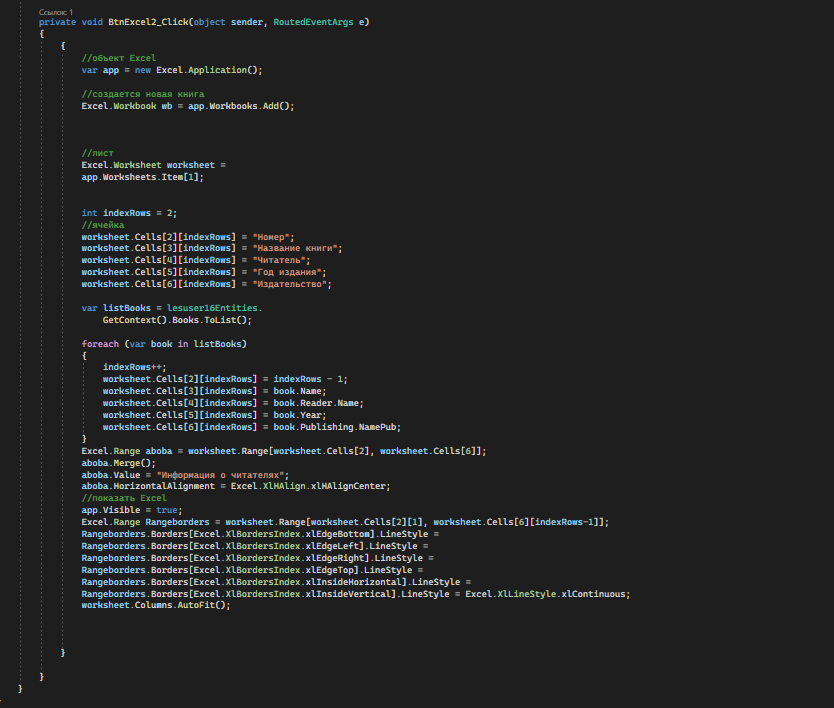 Ссылок: 1
private void BtnExcel2_Click(object sender, RoutedEventArgs e)
{
{
//объект Excel
var app = new Excel.Application();
//создается новая книга
Excel.Workbook wb = app.Workbooks.Add();
//лист
Excel.Worksheet worksheet =
app.Worksheets.Item[1];
int indexRows = 2;
//ячейка
worksheet.Cells[2][indexRows] = "Номер";
worksheet.Cells[3][indexRows] = "Название книги";
worksheet.Cells[4][indexRows] = "Читатель";
worksheet.Cells[5][indexRows] = "Год издания";
worksheet.Cells[6][indexRows] = "Издательство";
var listBooks = lesuser16Entities.
GetContext().Books.ToList();
foreach (var book in listBooks)
{
indexRows++;
worksheet.Cells[2][indexRows] = indexRows - 1;
worksheet.Cells[3][indexRows] = book.Name;
worksheet.Cells[4][indexRows] = book.Reader.Name;
worksheet.Cells[5][indexRows] = book.Year;
worksheet.Cells[6][indexRows] = book.Publishing.NamePub;
}
Excel.Range aboba = worksheet.Range[worksheet.Cells[2], worksheet.Cells[6]];
aboba.Merge();
aboba.Value = "Информация о читателях";
aboba.HorizontalAlignment = Excel.XlHAlign.xlHAlignCenter;
//показать Excel
app.Visible = true;
Excel.Range Rangeborders = worksheet.Range[worksheet.Cells[2][1], worksheet.Cells[6][indexRows-1]];
Rangeborders.Borders[Excel.XlBordersIndex.xlEdgeBottom].LineStyle =
Rangeborders.Borders[Excel.XlBordersIndex.xlEdgeLeft].LineStyle =
Rangeborders.Borders[Excel.XlBordersIndex.xlEdgeRight].LineStyle =
Rangeborders.Borders[Excel.XlBordersIndex.xlEdgeTop].LineStyle =
Rangeborders.Borders[Excel.XlBordersIndex.xlInsideHorizontal].LineStyle =
Rangeborders.Borders[Excel.XlBordersIndex.xlInsideVertical].LineStyle = Excel.XlLineStyle.xlContinuous;
worksheet.Columns.AutoFit();
}
}
}